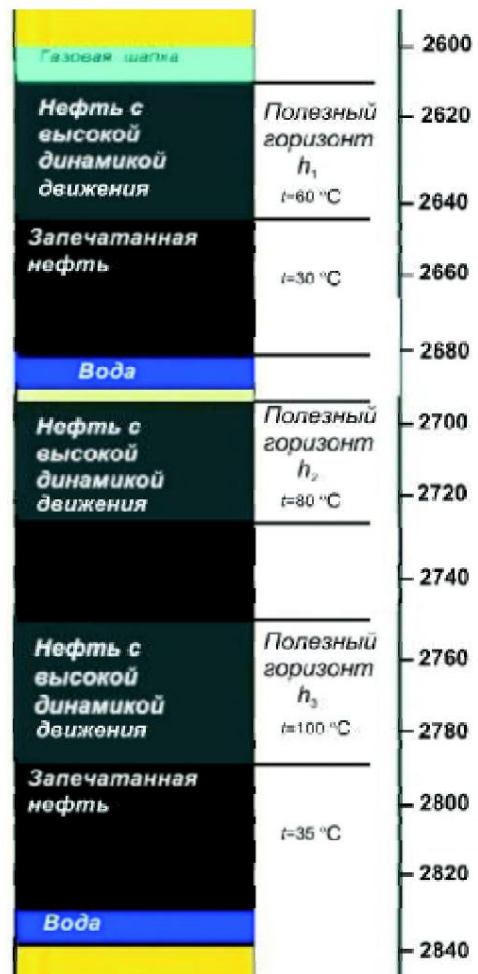 Газовая шапка
Нефть с
высокой
динамикой
движения
Полезный
горизонт
h₁
t=60 °C
Запечатанная
нефть
t=30 °C
Вода
Нефть с
высокой
динамикой
движения
Полезный
горизонт
h₂
t=80 °C
Нефть с
высокой
динамикой
движения
Полезный
горизонт
h₃
t=100 °C
Запечатанная
нефть
t=35 °C
Вода
2600
2620
2640
2660
2680
2700
2720
2740
2760
2780
2800
2820
2840